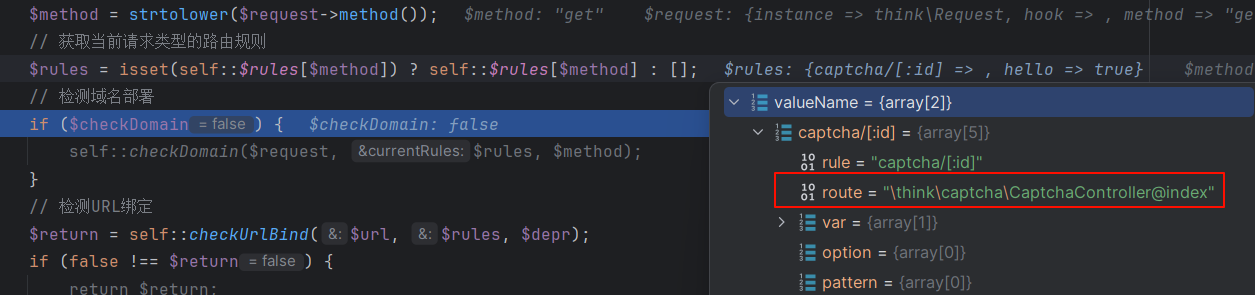 $method = strtolower($request->method());   $method: "get"    $request: {instance => think\Request, hook => , method => "ge
// 获取当前请求类型的路由规则
$rules = isset(self::$rules[$method]) ? self::$rules[$method] : [];   $rules: {captcha/[:id] => , hello => true}    $method
// 检测域名部署
if ($checkDomain = false ) {   $checkDomain: false
self::checkDomain($request, &currentRules: $rules, $method);
}
// 检测URL绑定
$return = self::checkUrlBind( &: $url, &: $rules, $depr);
if (false !== $return = false ) {
return $return;
valueName = {array[2]}
captcha/[:id] = {array[5]}
rule = "captcha/[:id]"
route = "\think\captcha\CaptchaController@index"
var = {array[1]}
option = {array[0]}
pattern = {array[0]}